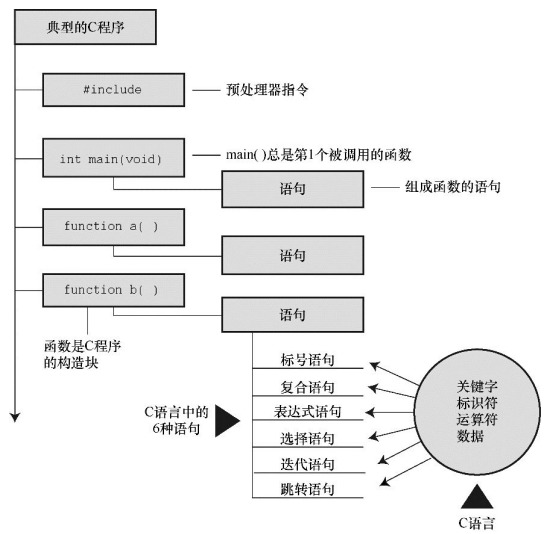 典型的C程序
#include
预处理器指令
int main(void)
main( )总是第1个被调用的函数
语句
组成函数的语句
function a( )
语句
function b( )
语句
函数是C程序
的构造块
标号语句
复合语句
表达式语句
选择语句
迭代语句
跳转语句
C语言中的
6种语句
关键字
标识符
运算符
数据
C语言